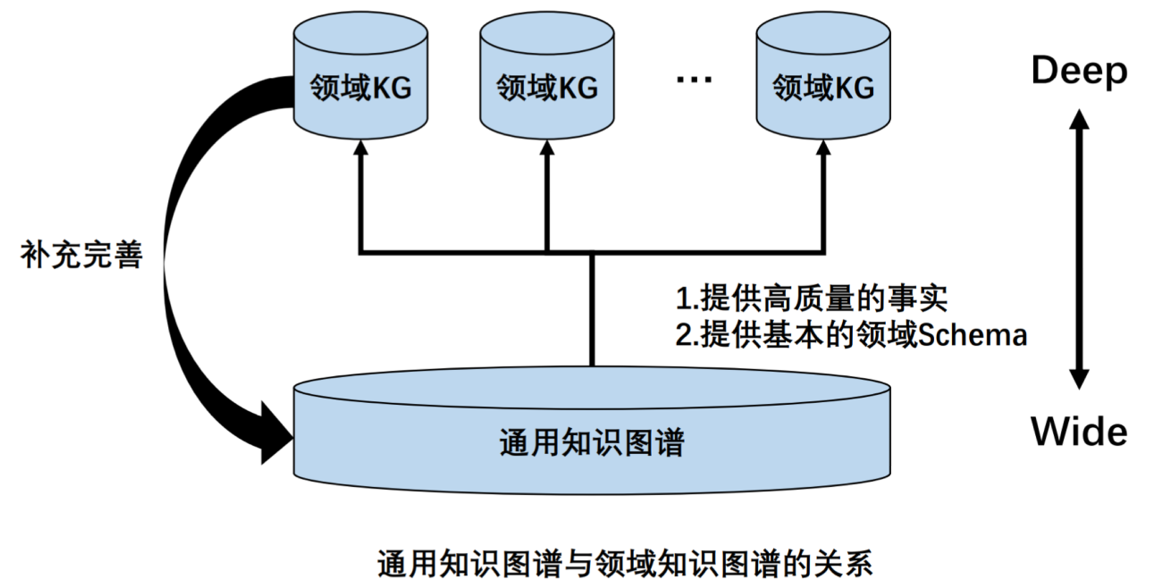 领域KG 领域KG ... 领域KG
Deep
补充完善
1.提供高质量的事实
2.提供基本的领域Schema
Wide
通用知识图谱
通用知识图谱与领域知识图谱的关系